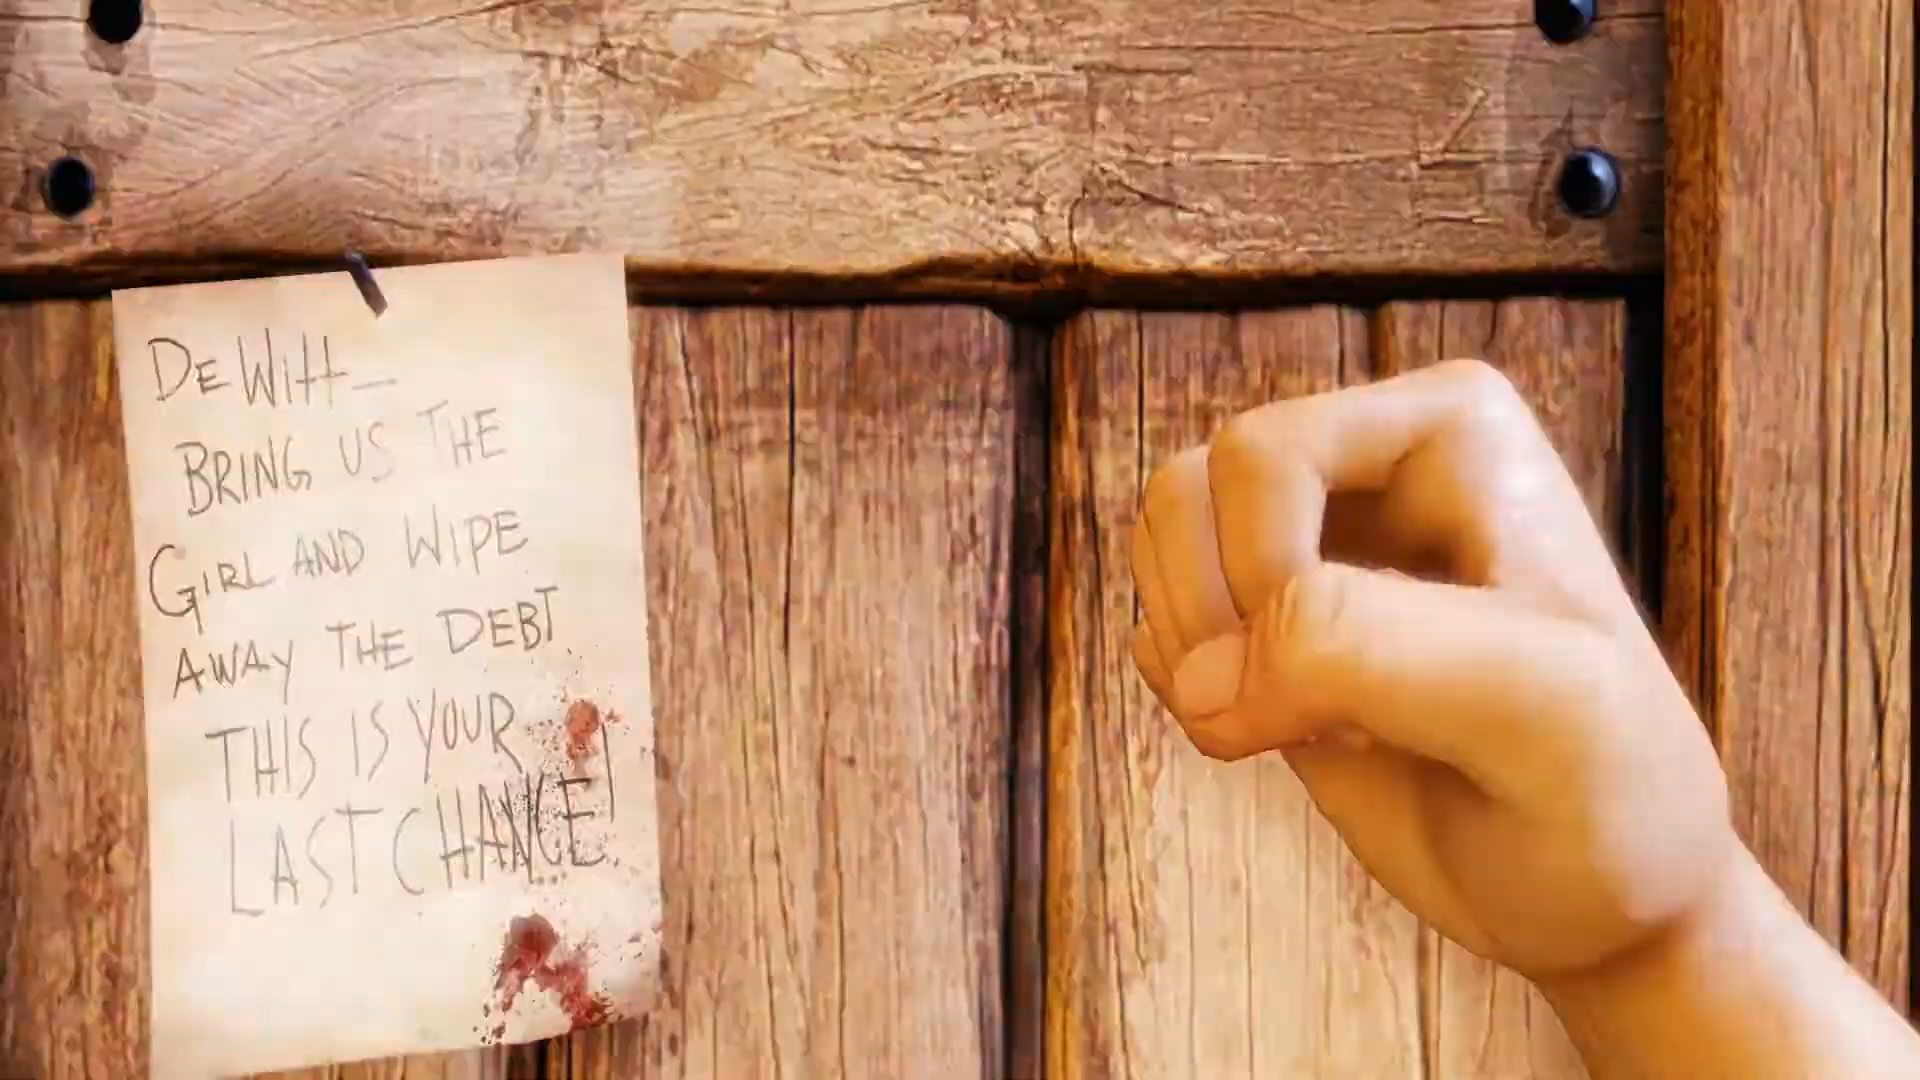 DEWITT—
BRING US THE
GIRL AND WIPE
AWAY THE DEBT
THIS IS YOUR
LAST CHANCE!